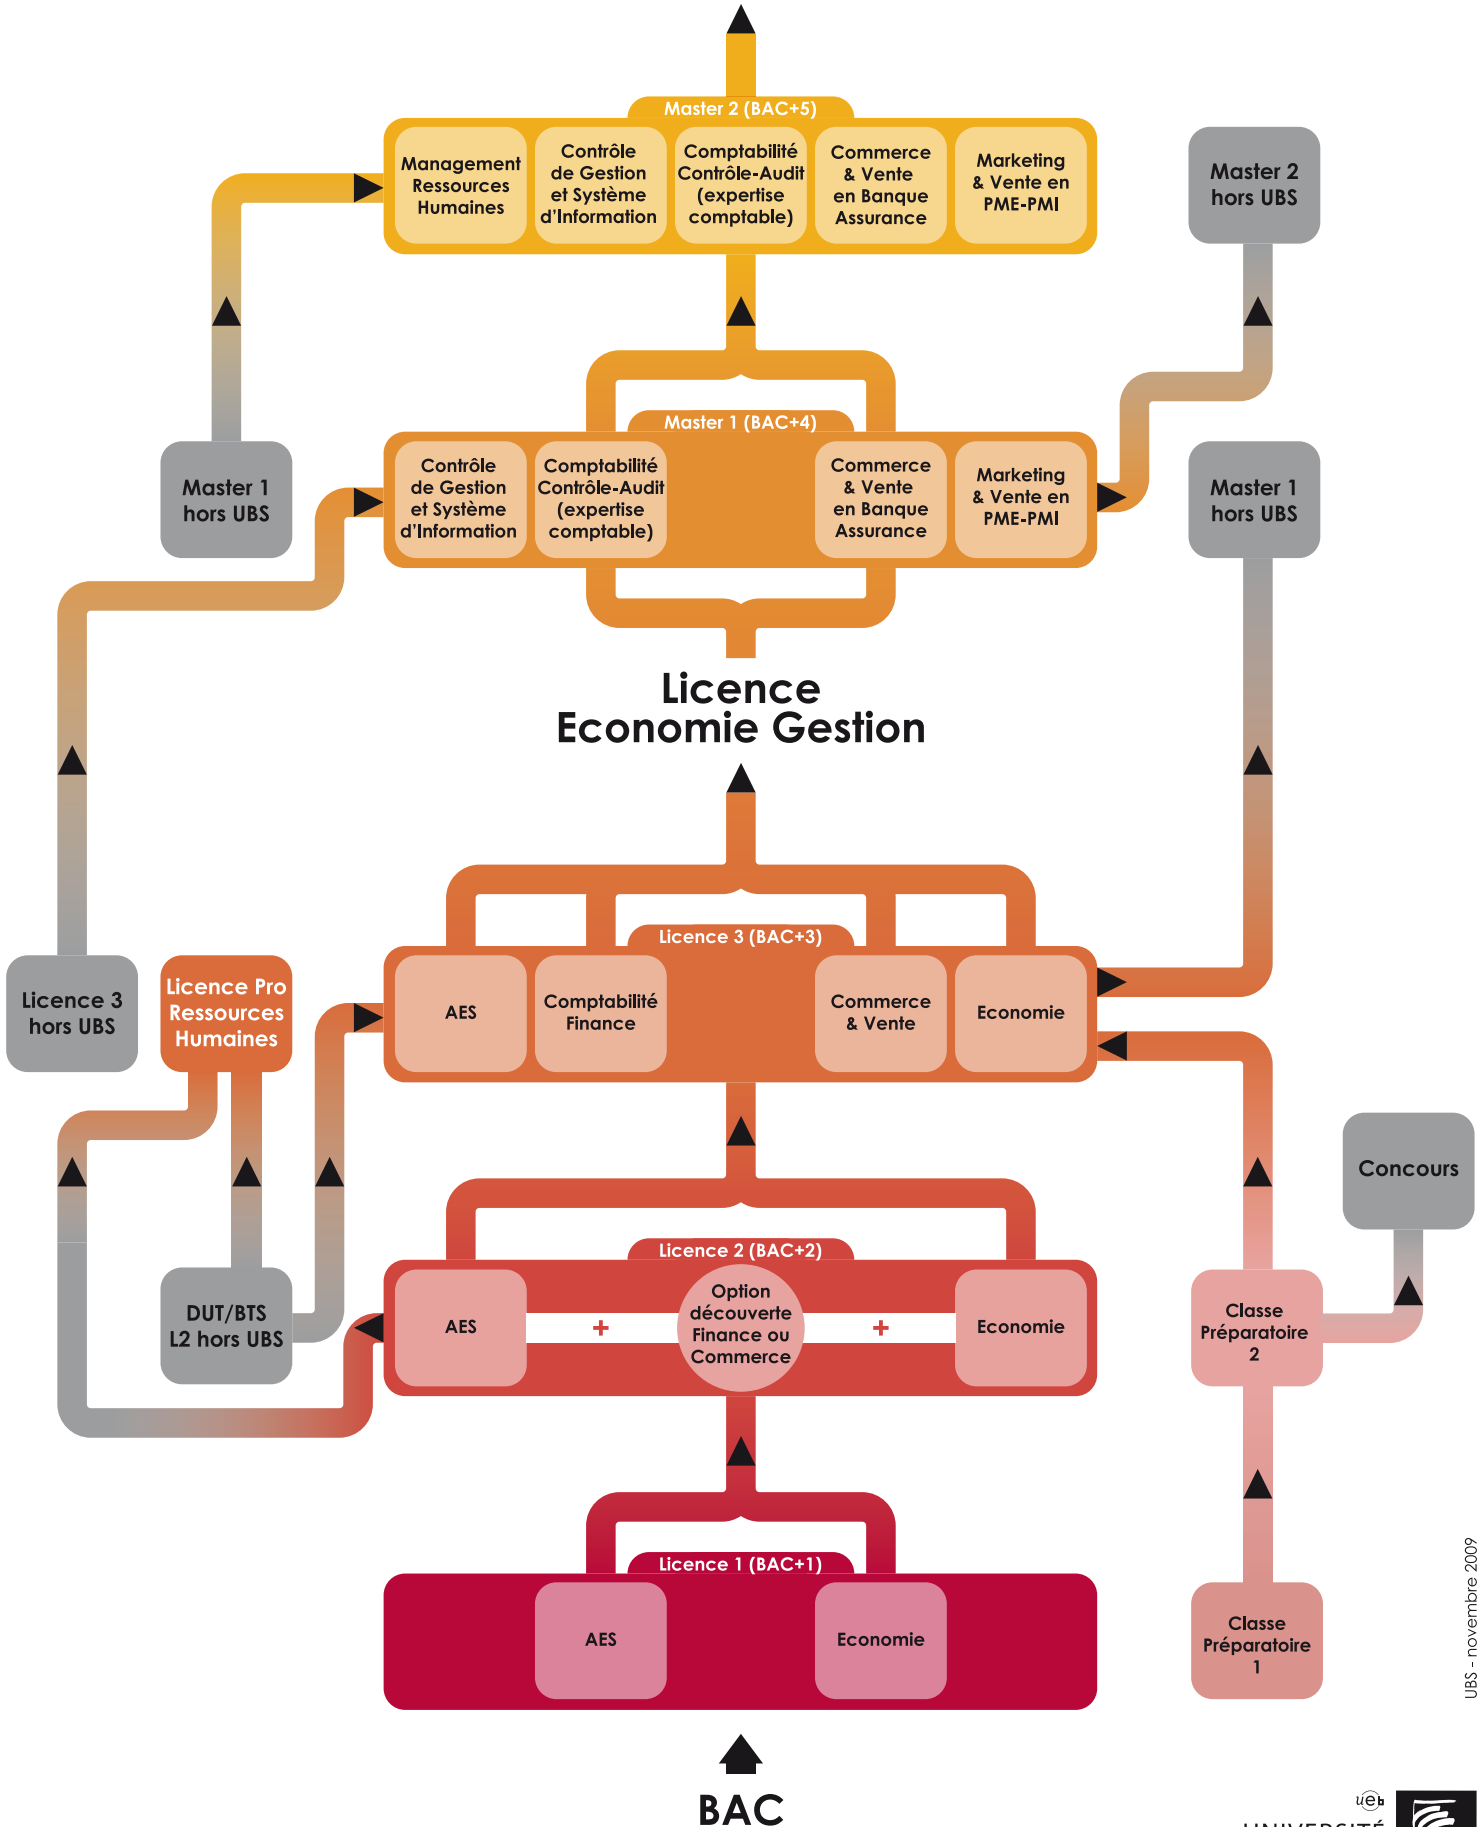 Master 2 (BAC+5)
Management
Ressources
Humaines
Contrôle
de Gestion
et Système
d'Information
Comptabilité
Contrôle-Audit
(expertise
comptable)
Commerce
& Vente
en Banque
Assurance
Marketing
& Vente en
PME-PMI
Master 2
hors UBS
Master 1 (BAC+4)
Master 1
hors UBS
Contrôle
de Gestion
et Système
d'Information
Comptabilité
Contrôle-Audit
(expertise
comptable)
Commerce
& Vente
en Banque
Assurance
Marketing
& Vente en
PME-PMI
Master 1
hors UBS
Licence
Economie Gestion
Licence 3 (BAC+3)
Licence 3
hors UBS
Licence Pro
Ressources
Humaines
AES
Comptabilité
Finance
Commerce
& Vente
Economie
Concours
Licence 2 (BAC+2)
DUT/BTS
L2 hors UBS
AES
+
Option
découverte
Finance ou
Commerce
+
Economie
Classe
Préparatoire
2
Licence 1 (BAC+1)
AES
Economie
Classe
Préparatoire
1
UBS - novembre 2009
BAC
ueb
UNIVERSITÉ